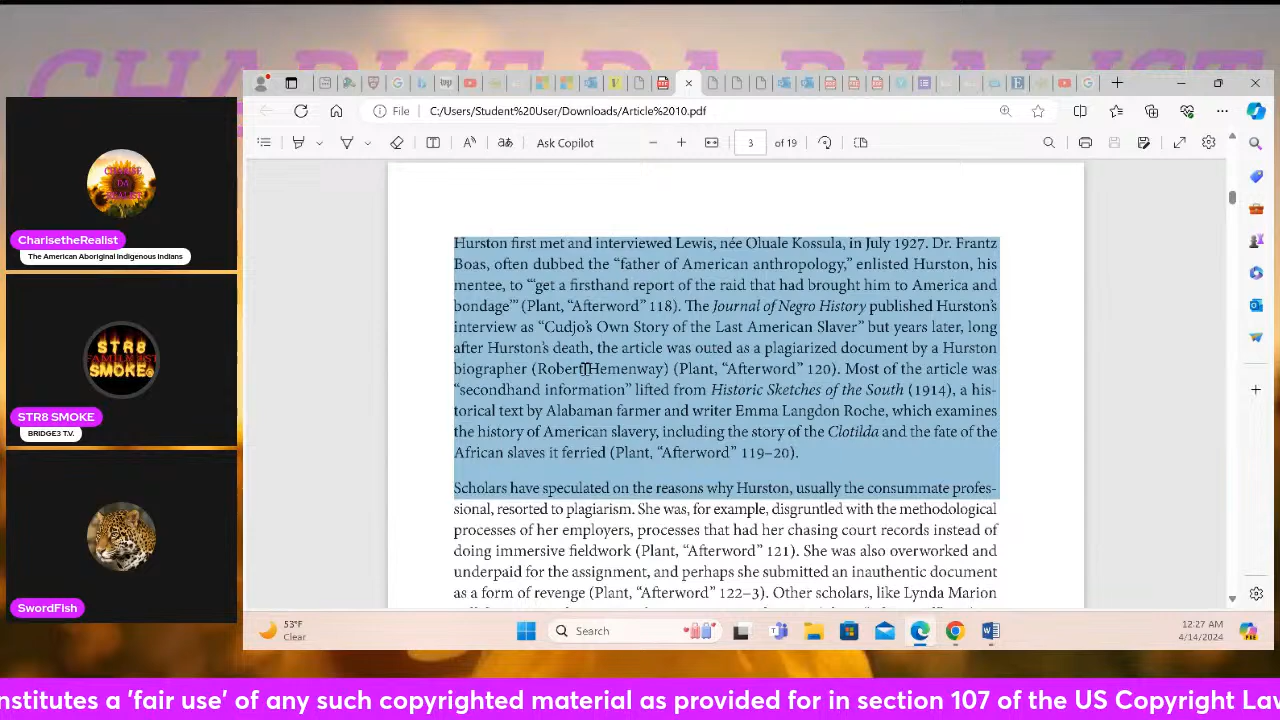 CHARISE DA REALIST
File
C:/Users/Student%20User/Downloads/Article%2010.pdf
Ask Copilot
3
of 19
CHARISE
DA
REALIST
CharisetheRealist
The American Aboriginal Indigenous Indians
STR8
FAMILY 1ST
SMOKE
STR8 SMOKE
BRIDGE3 T.V.
SwordFish
Hurston first met and interviewed Lewis, née Oluale Kossula, in July 1927. Dr. Frantz
Boas, often dubbed the “father of American anthropology,” enlisted Hurston, his
mentee, to “‘get a firsthand report of the raid that had brought him to America and
bondage’” (Plant, “Afterword” 118). The Journal of Negro History published Hurston’s
interview as “Cudjo’s Own Story of the Last American Slaver” but years later, long
after Hurston’s death, the article was outed as a plagiarized document by a Hurston
biographer (Robert Hemenway) (Plant, “Afterword” 120). Most of the article was
“secondhand information” lifted from Historic Sketches of the South (1914), a his-
torical text by Alabaman farmer and writer Emma Langdon Roche, which examines
the history of American slavery, including the story of the Clotilda and the fate of the
African slaves it ferried (Plant, “Afterword” 119–20).
Scholars have speculated on the reasons why Hurston, usually the consummate profes-
sional, resorted to plagiarism. She was, for example, disgruntled with the methodological
processes of her employers, processes that had her chasing court records instead of
doing immersive fieldwork (Plant, “Afterword” 121). She was also overworked and
underpaid for the assignment, and perhaps she submitted an inauthentic document
as a form of revenge (Plant, “Afterword” 122–3). Other scholars, like Lynda Marion
53°F
Clear
Search
12:27 AM
4/14/2024
nstitutes a 'fair use' of any such copyrighted material as provided for in section 107 of the US Copyright Law